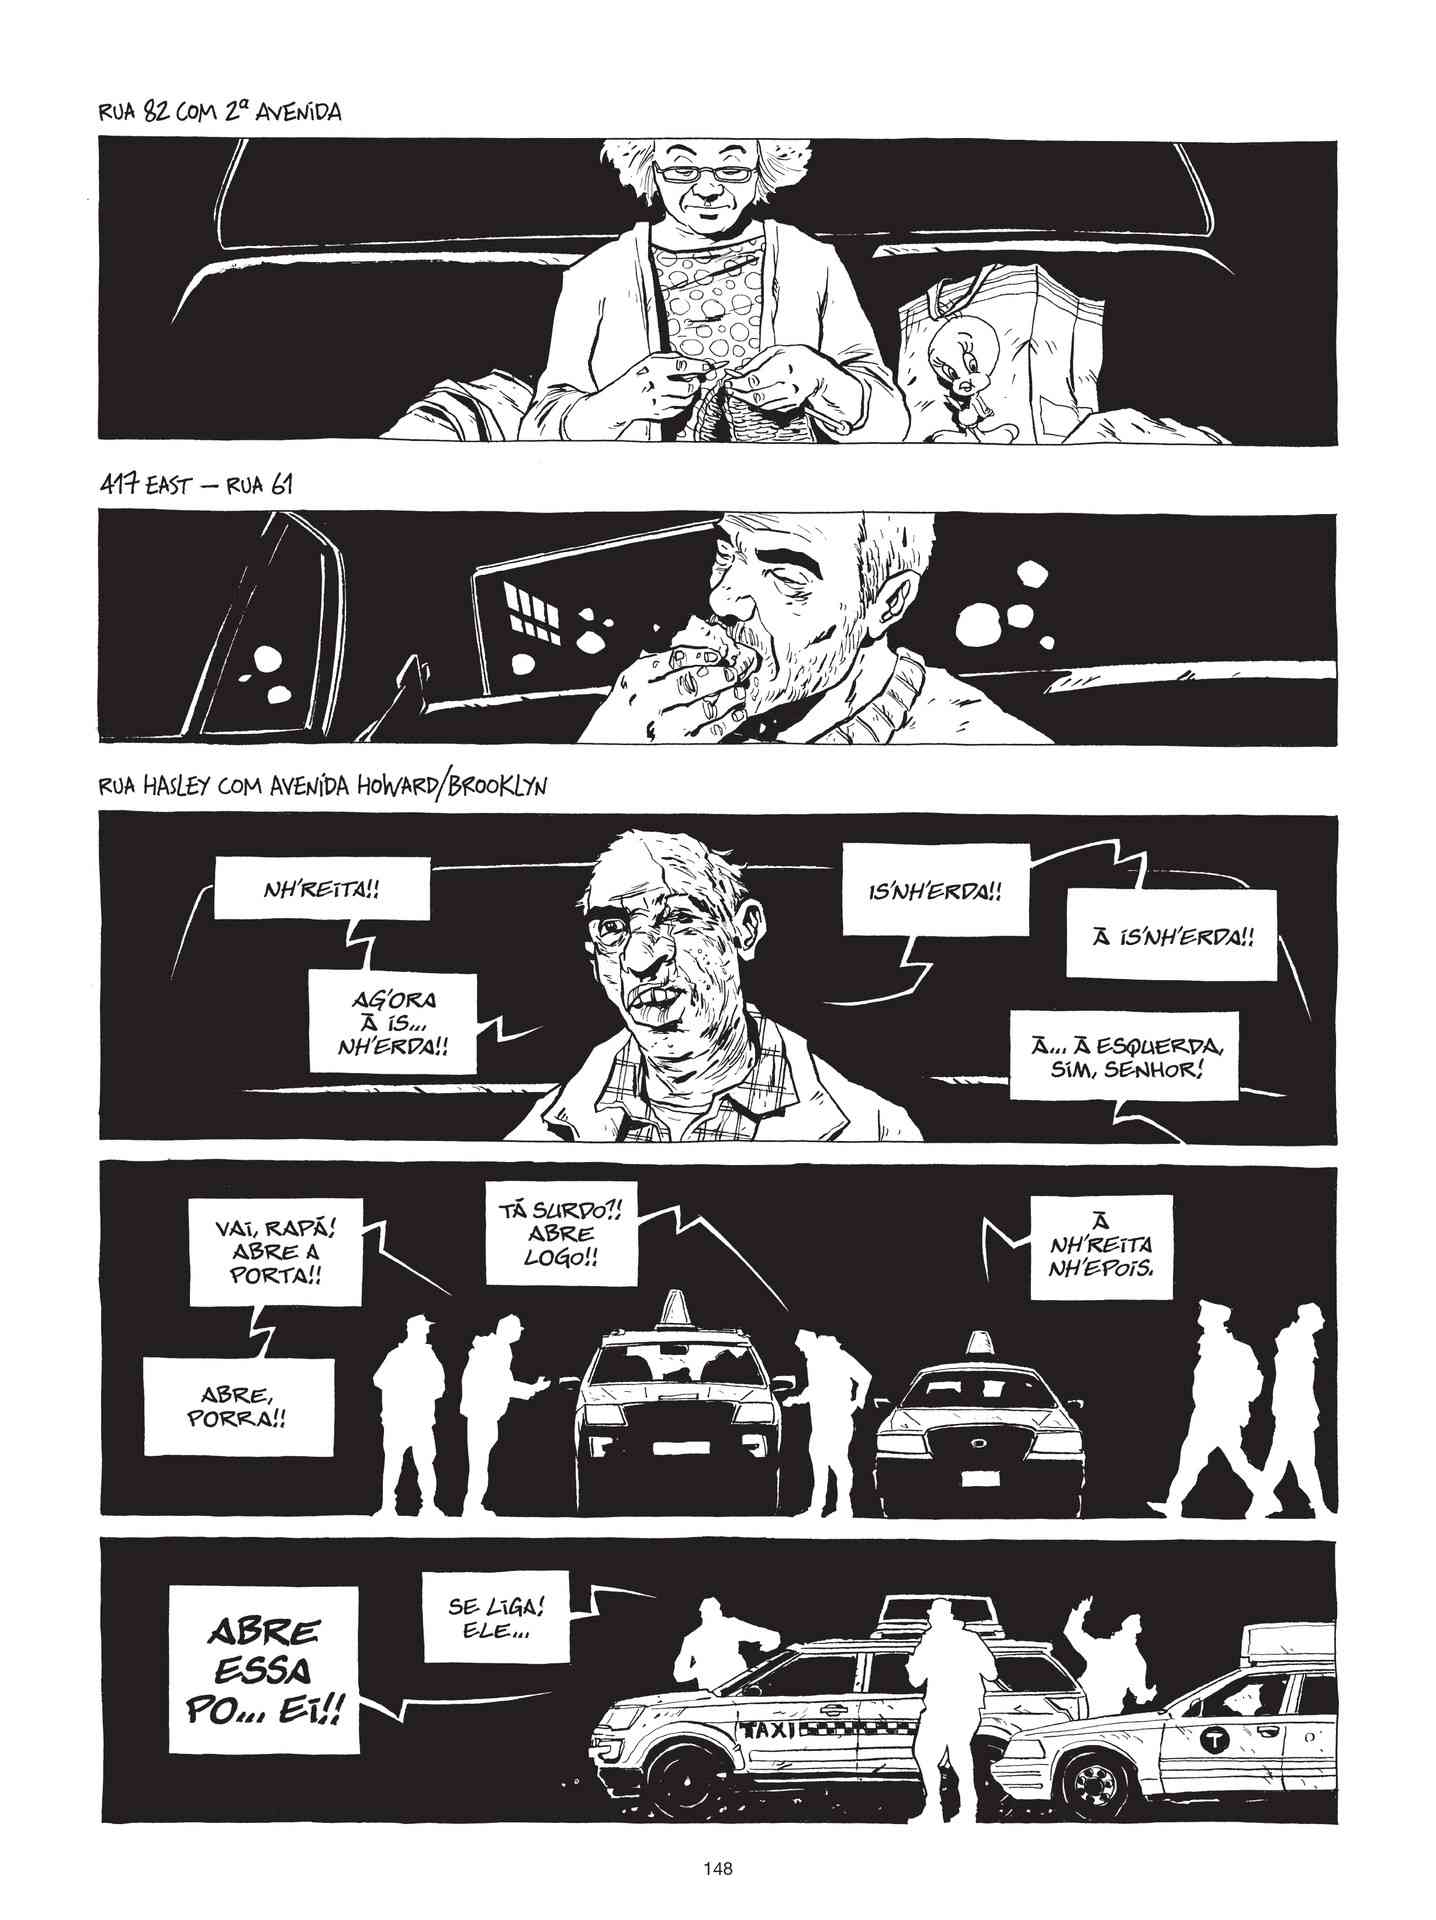 RUA 82 COM 2ª AVENIDA
417 EAST — RUA 61
RUA HASLEY COM AVENIDA HOWARD/BROOKLYN
NH'REITA!!
AG'ORA
Ā IS...
NH'ERDA!!
IS'NH'ERDA!!
Ā IS'NH'ERDA!!
Ā... Ā ESQUERDA,
SIM, SENHOR!
VAI, RAPÁ!
ABRE A
PORTA!!
ABRE,
PORRA!!
TÁ SURDO?!
ABRE
LOGO!!
Ā
NH'REITA
NH'EPOIS.
ABRE
ESSA
PO... EI!!
SE LIGA!
ELE...
TAXI
T
148